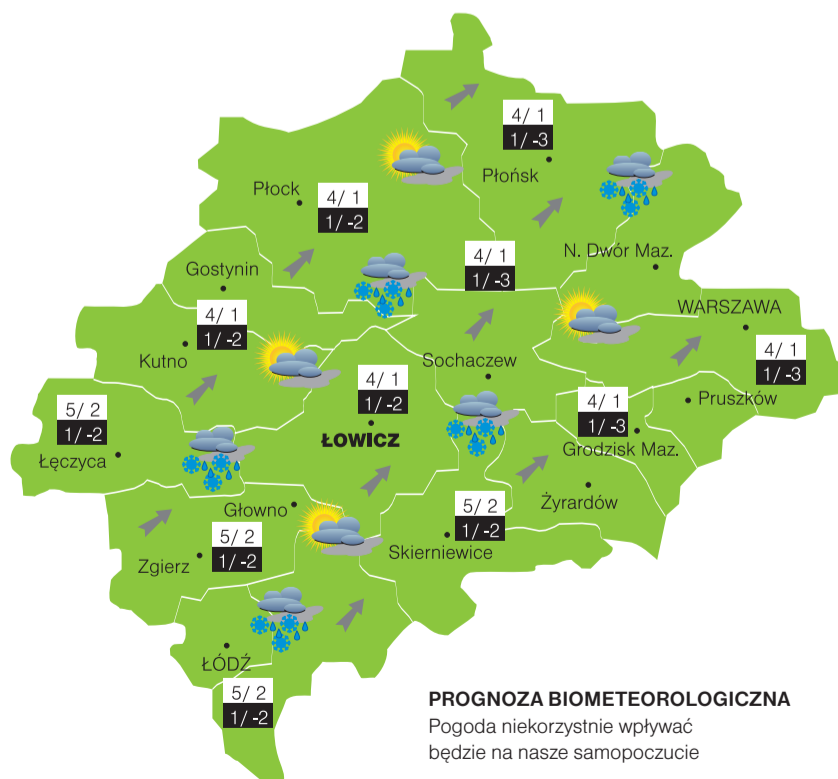 4/ 1
1/ -3
Płońsk
Płock
4/ 1
1/ -2
N. Dwór Maz.
4/ 1
1/ -3
Gostynin
WARSZAWA
4/ 1
1/ -2
Kutno
4/ 1
1/ -3
Sochaczew
4/ 1
1/ -2
ŁOWICZ
Pruszków
4/ 1
1/ -3
Grodzisk Maz.
5/ 2
1/ -2
Łęczyca
Żyrardów
Głowno
5/ 2
1/ -2
Skierniewice
5/ 2
1/ -2
Zgierz
ŁÓDŹ
5/ 2
1/ -2
PROGNOZA BIOMETEOROLOGICZNA
Pogoda niekorzystnie wpływać
będzie na nasze samopoczucie